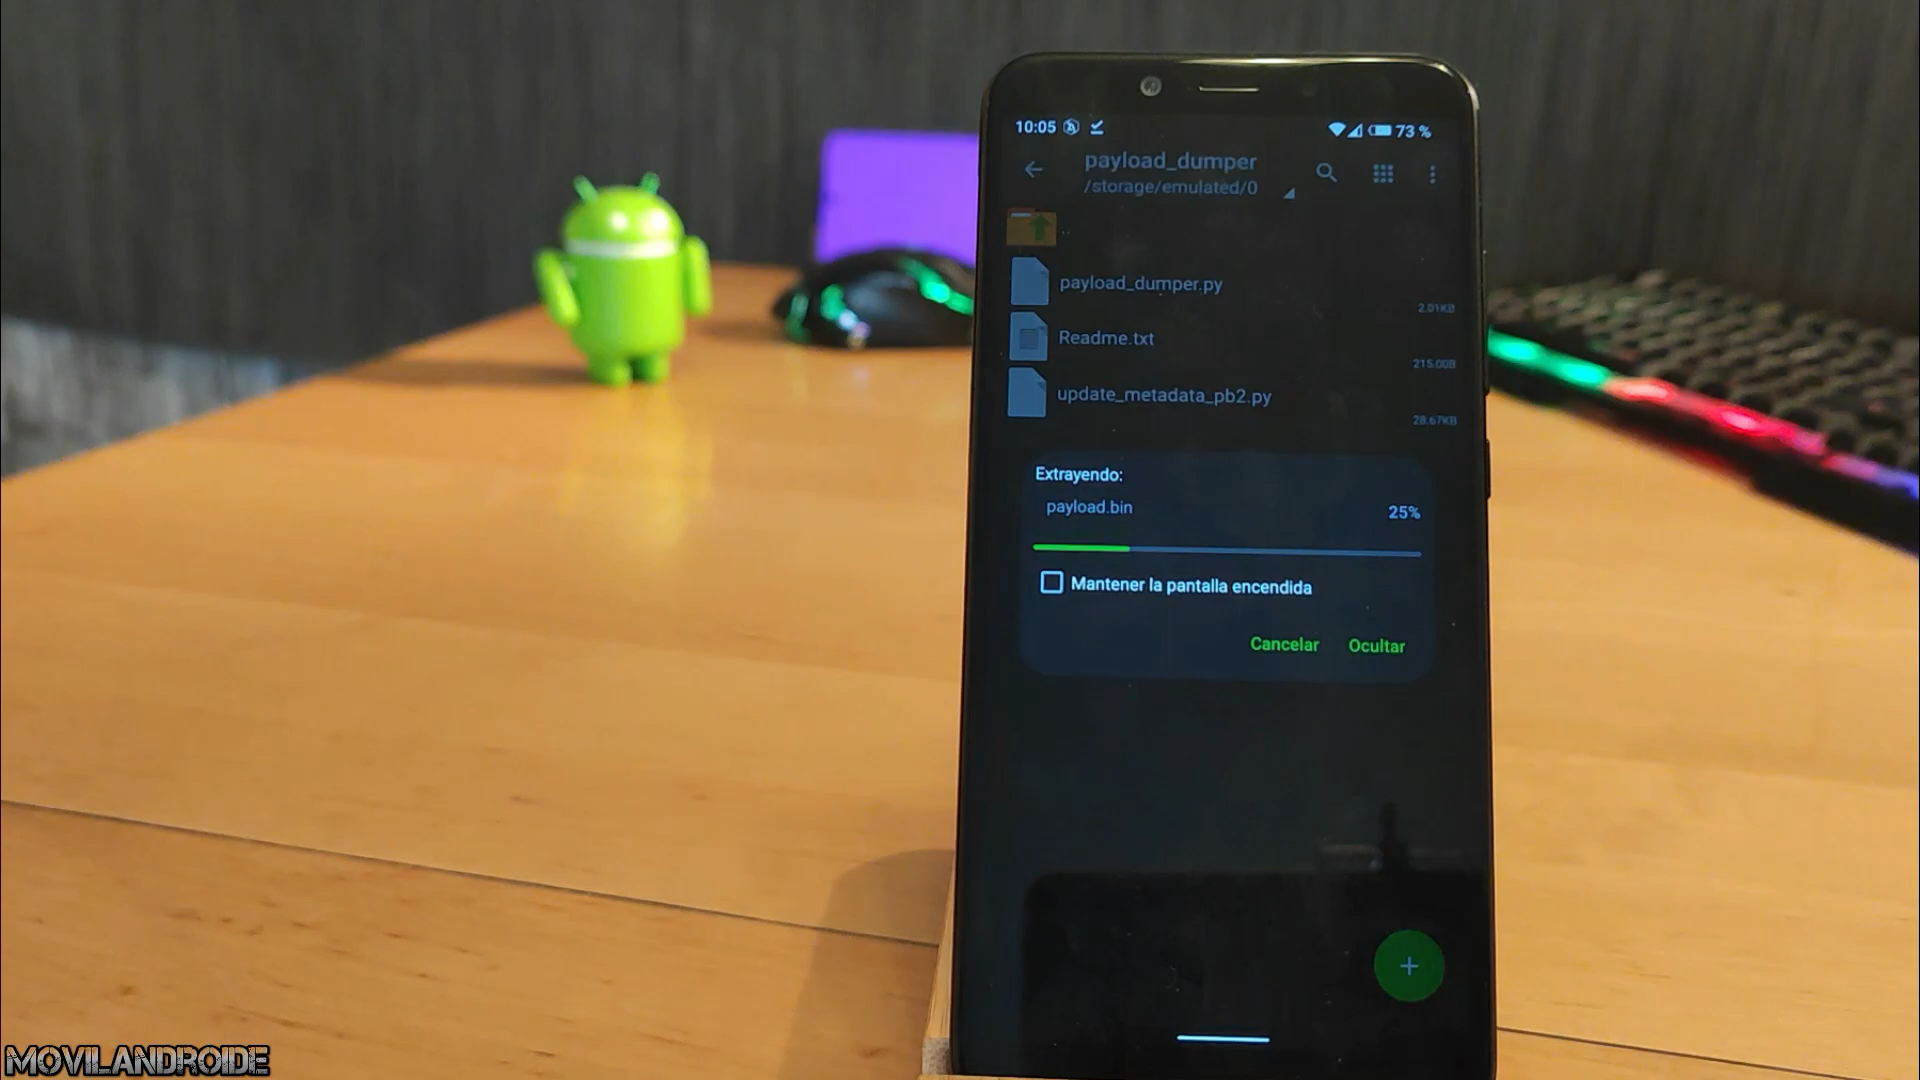 10:05
73 %
payload_dumper
/storage/emulated/0
..
payload_dumper.py
2.01KB
Readme.txt
215.00B
update_metadata_pb2.py
28.67KB
Extrayendo:
payload.bin
25%
Mantener la pantalla encendida
Cancelar Ocultar
+
MOVILANDROIDE